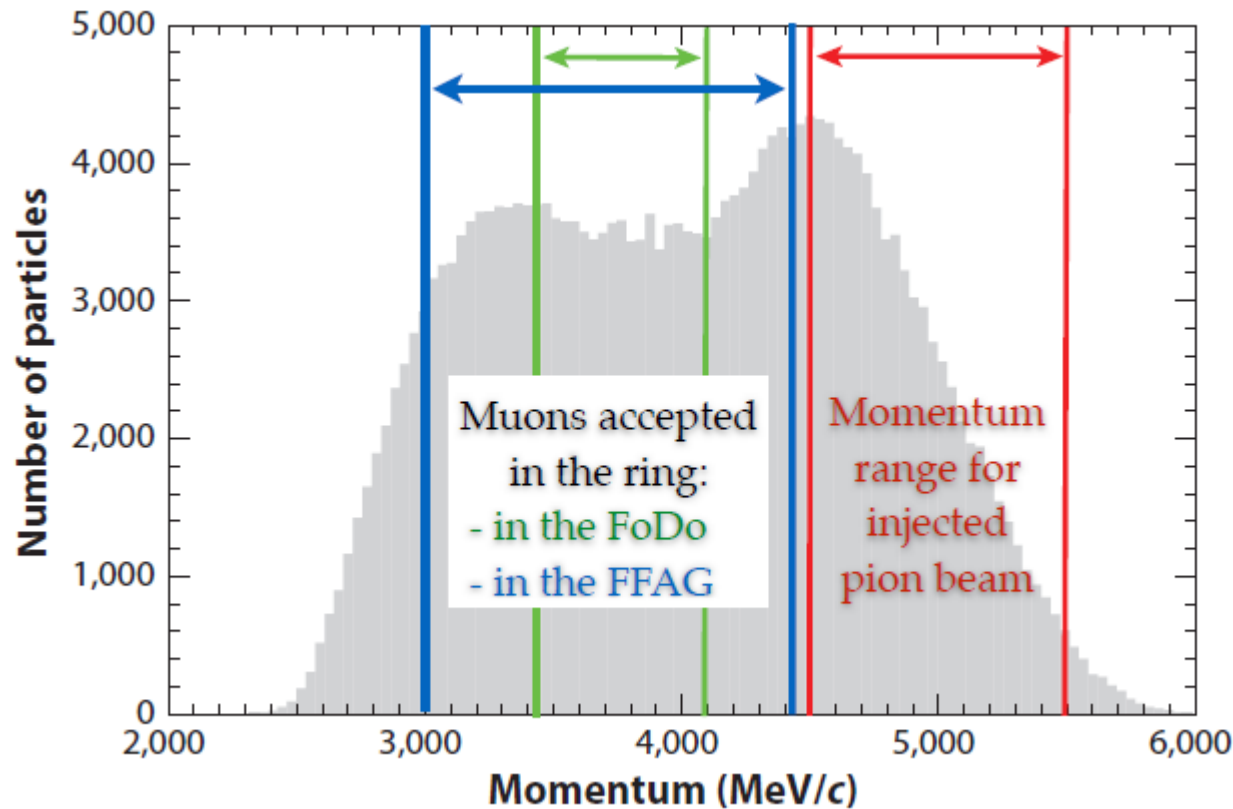 5,000
4,000
3,000
2,000
1,000
0
Number of particles
Muons accepted
in the ring:
- in the FoDo
- in the FFAG
Momentum
range for
injected
pion beam
2,000 3,000 4,000 5,000 6,000
Momentum (MeV/c)